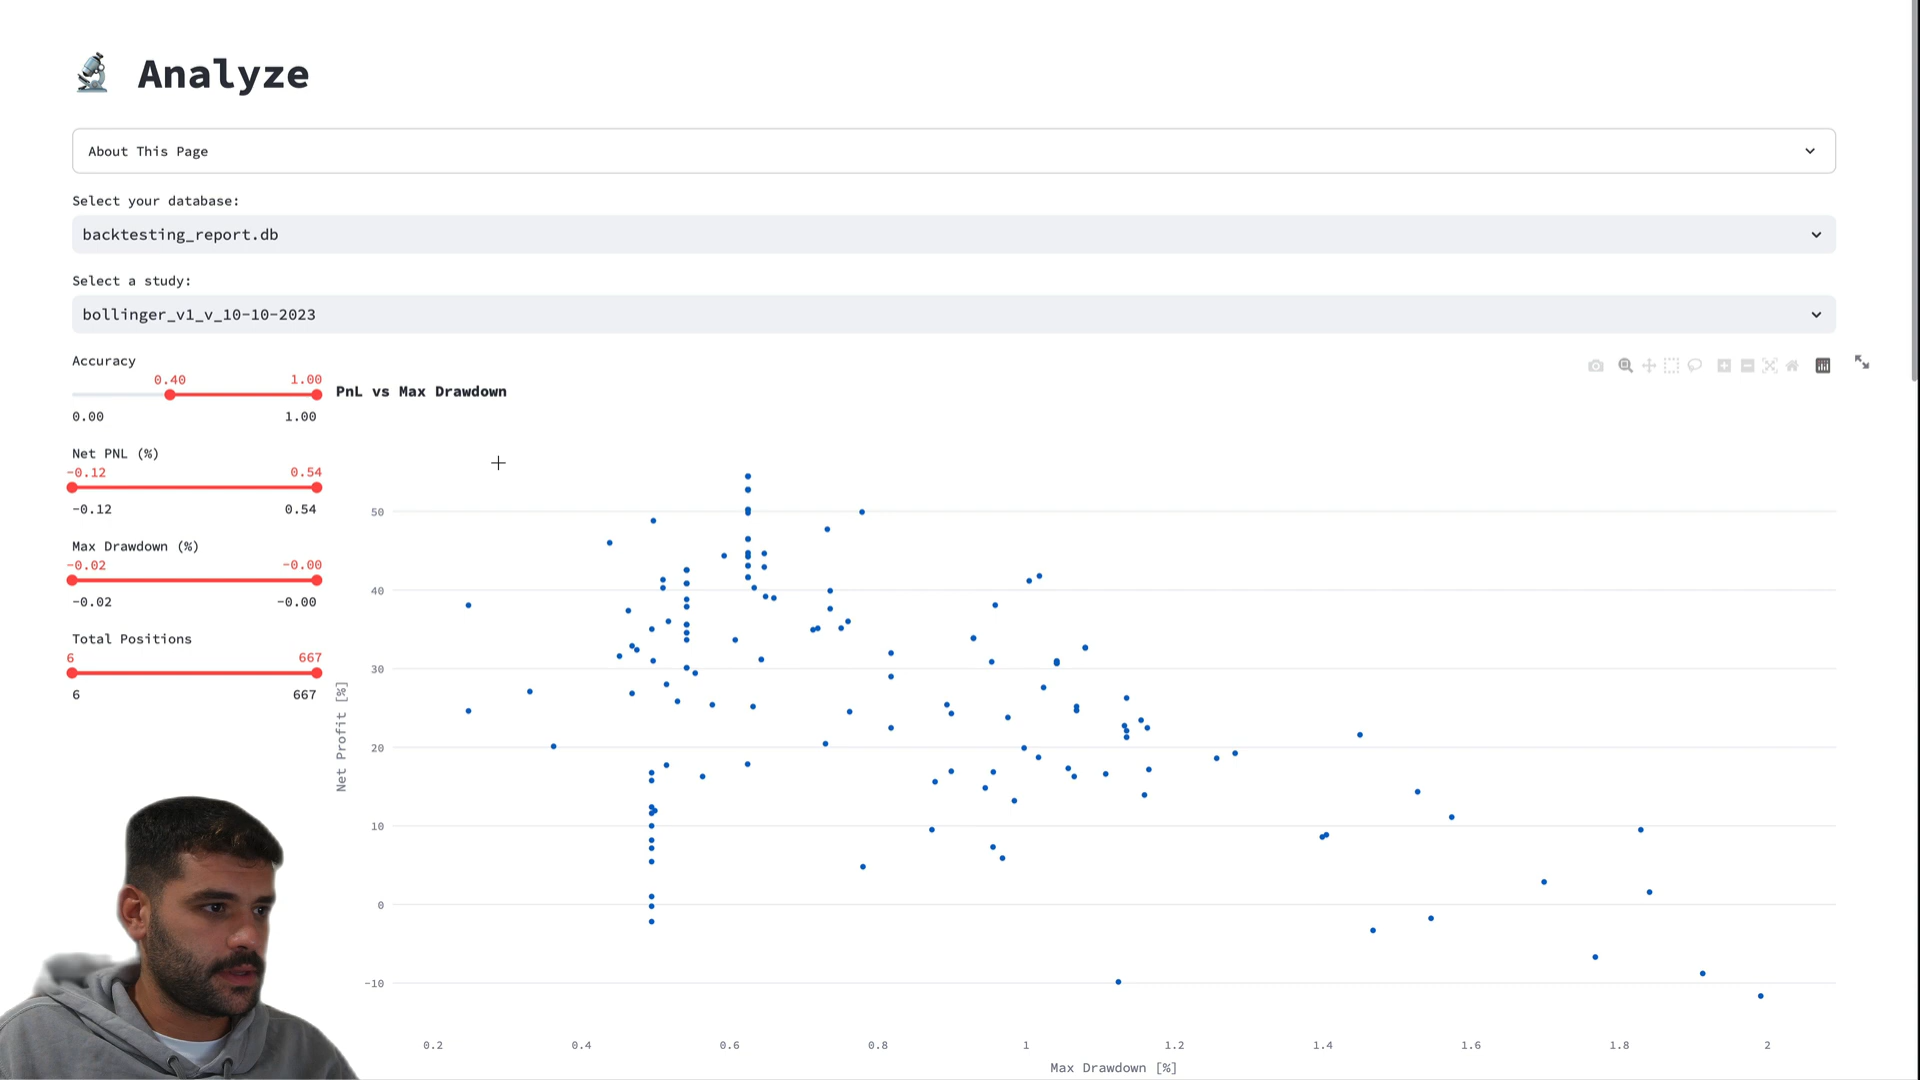 Analyze
About This Page
Select your database:
backtesting_report.db
Select a study:
bollinger_v1_v_10-10-2023
Accuracy
0.40 1.00
0.00 1.00
Net PNL (%)
-0.12 0.54
-0.12 0.54
Max Drawdown (%)
-0.02 -0.00
-0.02 -0.00
Total Positions
6 667
6 667
PnL vs Max Drawdown
50
40
30
20
10
0
-10
Net Profit [%]
0.2 0.4 0.6 0.8 1 1.2 1.4 1.6 1.8 2
Max Drawdown [%]